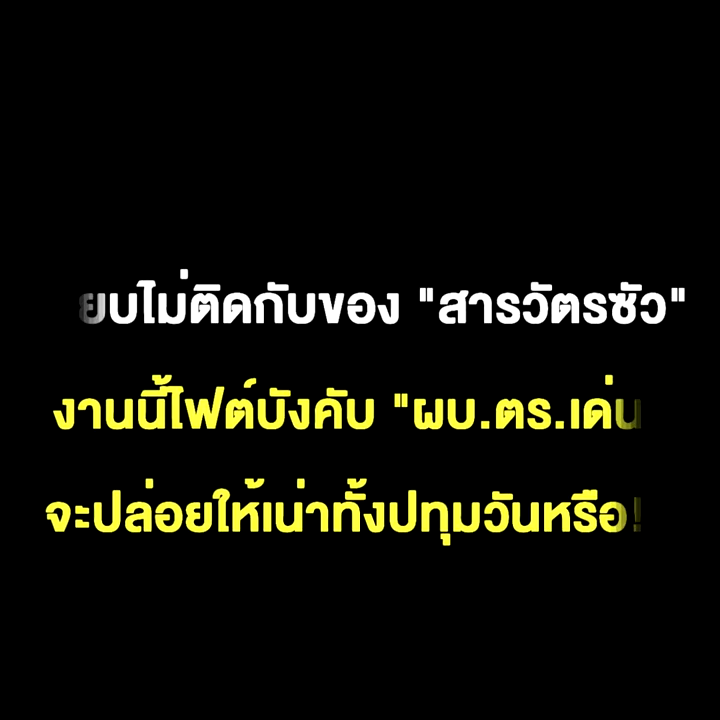 ยบไม่ติดกับของ "สารวัตรซัว"
งานนี้ไฟต์บังคับ "ผบ.ตร.เด่น
จะปล่อยให้เน่าทั้งปทุมวันหรือ!